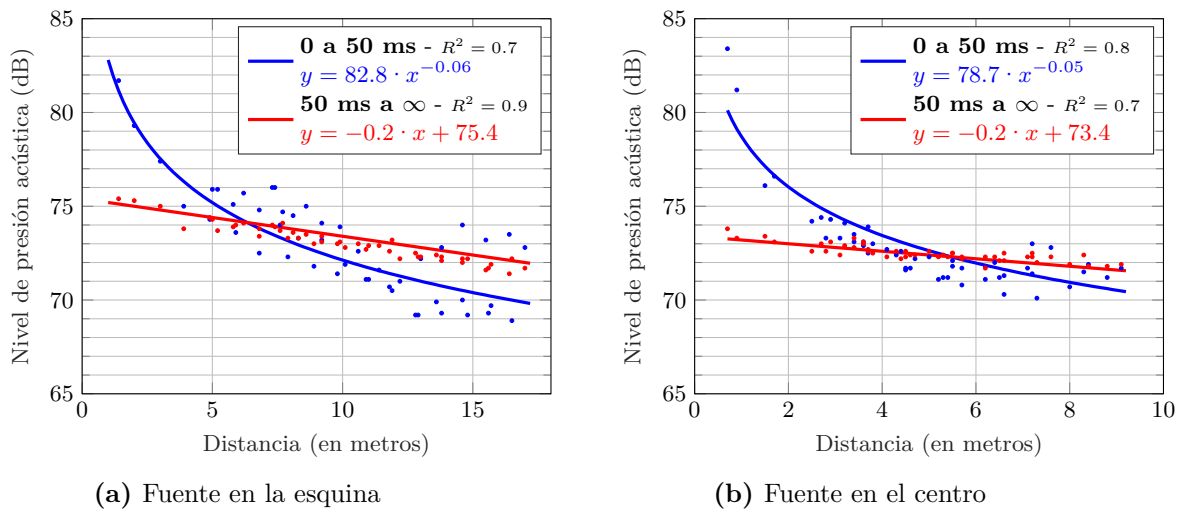 85
80
75
70
65
0
5
10
15
Nivel de presión acústica (dB)
Distancia (en metros)
0 a 50 ms - R² = 0.7
y = 82.8 · x^−0.06
50 ms a ∞ - R² = 0.9
y = −0.2 · x + 75.4
(a) Fuente en la esquina
85
80
75
70
65
0
2
4
6
8
10
Nivel de presión acústica (dB)
Distancia (en metros)
0 a 50 ms - R² = 0.8
y = 78.7 · x^−0.05
50 ms a ∞ - R² = 0.7
y = −0.2 · x + 73.4
(b) Fuente en el centro